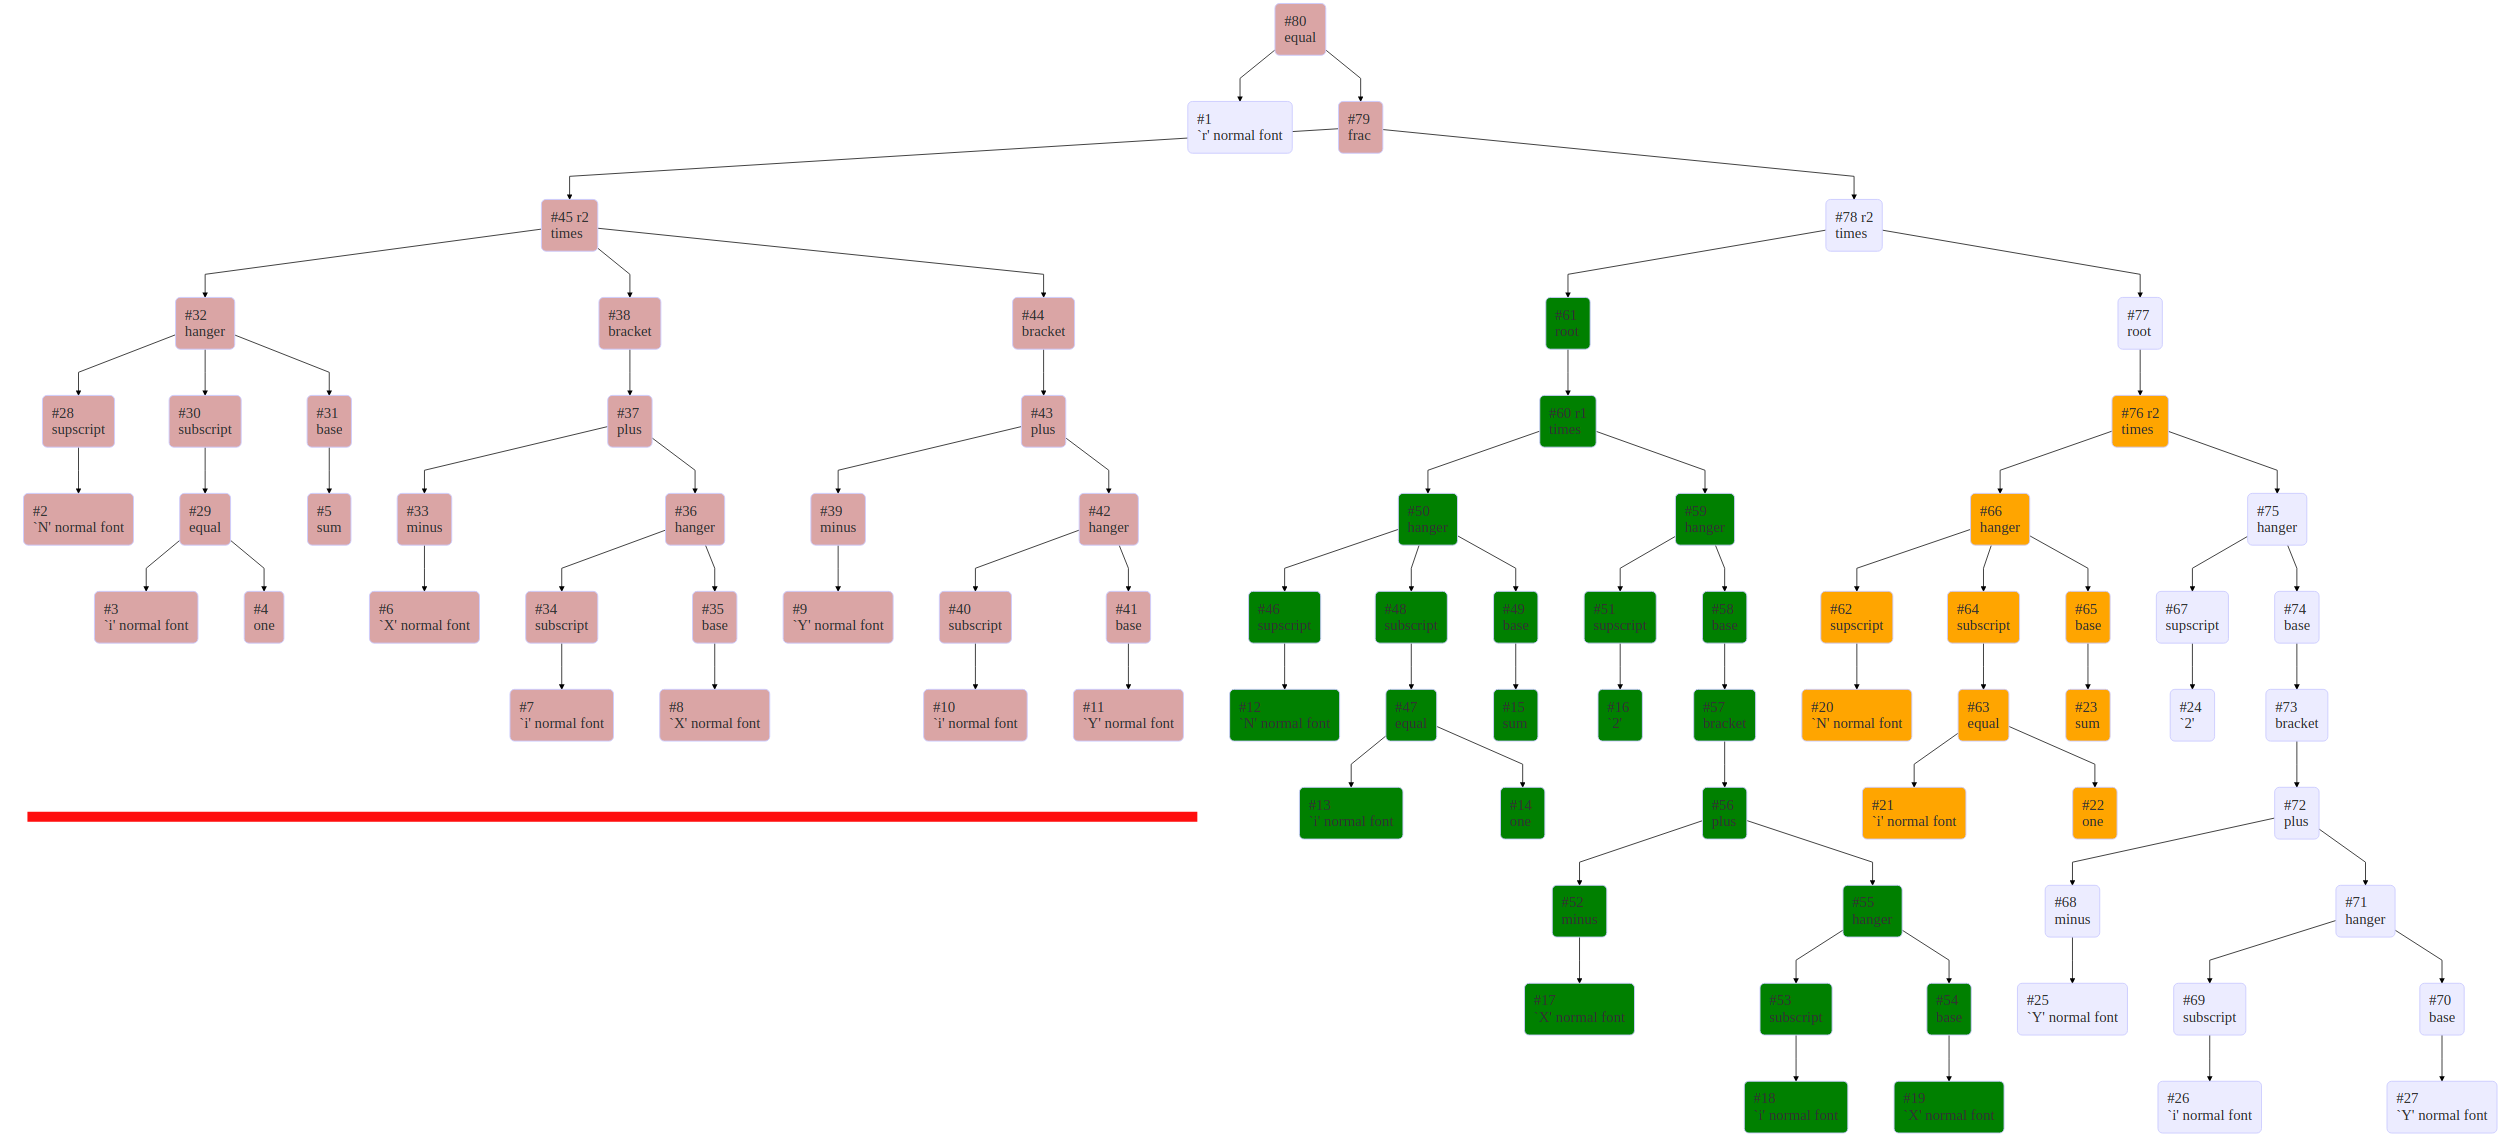 #80
equal
#1
`r' normal font
#79
frac
#45 r2
times
#78 r2
times
#32
hanger
#38
bracket
#44
bracket
#61
root
#77
root
#28
supscript
#30
subscript
#31
base
#37
plus
#43
plus
#60 r1
times
#76 r2
times
#2
`N' normal font
#29
equal
#5
sum
#33
minus
#36
hanger
#39
minus
#42
hanger
#50
hanger
#59
hanger
#66
hanger
#75
hanger
#3
`i' normal font
#4
one
#6
`X' normal font
#34
subscript
#35
base
#9
`Y' normal font
#40
subscript
#41
base
#46
supscript
#48
subscript
#49
base
#51
supscript
#58
base
#62
supscript
#64
subscript
#65
base
#67
supscript
#74
base
#7
`i' normal font
#8
`X' normal font
#10
`i' normal font
#11
`Y' normal font
#12
`N' normal font
#47
equal
#15
sum
#16
`2'
#57
bracket
#20
`N' normal font
#63
equal
#23
sum
#24
`2'
#73
bracket
#13
`i' normal font
#14
one
#56
plus
#21
`i' normal font
#22
one
#72
plus
#52
minus
#55
hanger
#68
minus
#71
hanger
#17
`X' normal font
#53
subscript
#54
base
#25
`Y' normal font
#69
subscript
#70
base
#18
`i' normal font
#19
`X' normal font
#26
`i' normal font
#27
`Y' normal font